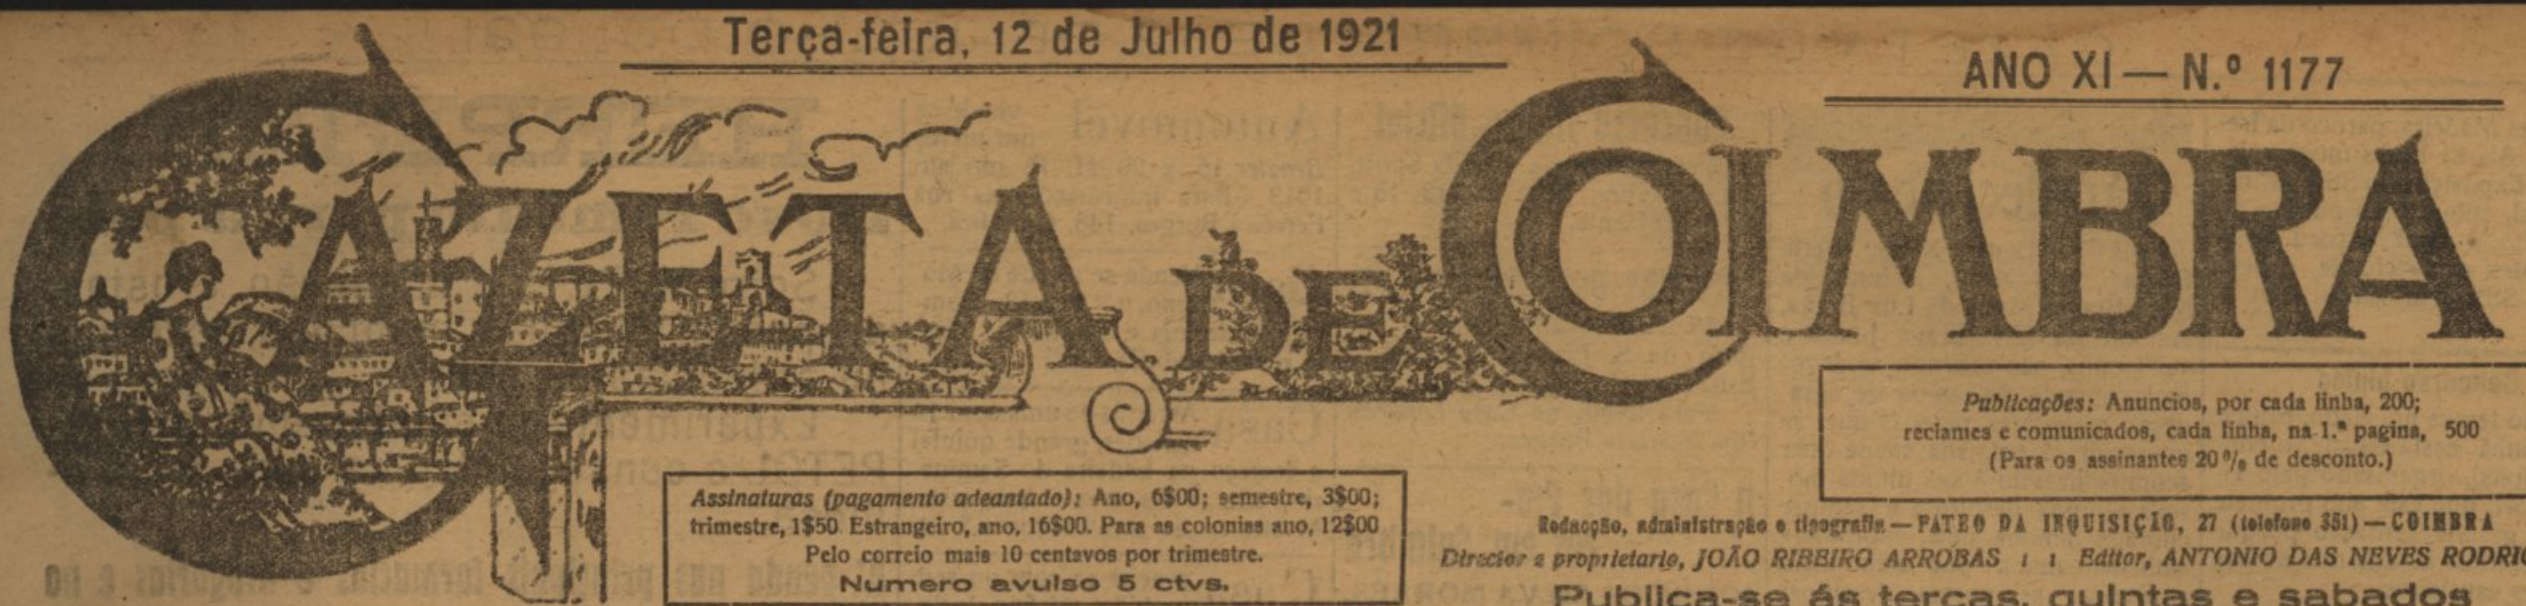 Terça-feira, 12 de Julho de 1921
ANO XI — N.º 1177
GAZETA DE COIMBRA
Publicações: Anuncios, por cada linha, 200;
reclames e comunicados, cada linha, na 1.ª pagina, 500
(Para os assinantes 20% de desconto.)
Assinaturas (pagamento adeantado): Ano, 6$00; semestre, 3$00;
trimestre, 1$50. Estrangeiro, ano, 16$00. Para as colonias ano, 12$00
Pelo correio mais 10 centavos por trimestre.
Numero avulso 5 ctvs.
Redacção, administração e tipografia — PATEO DA INQUISIÇÃO, 27 (telefone 351) — COIMBRA
Director e proprietario, JOÃO RIBEIRO ARROBAS : : Editor, ANTONIO DAS NEVES
Publica-se ás terças, quintas e sabados